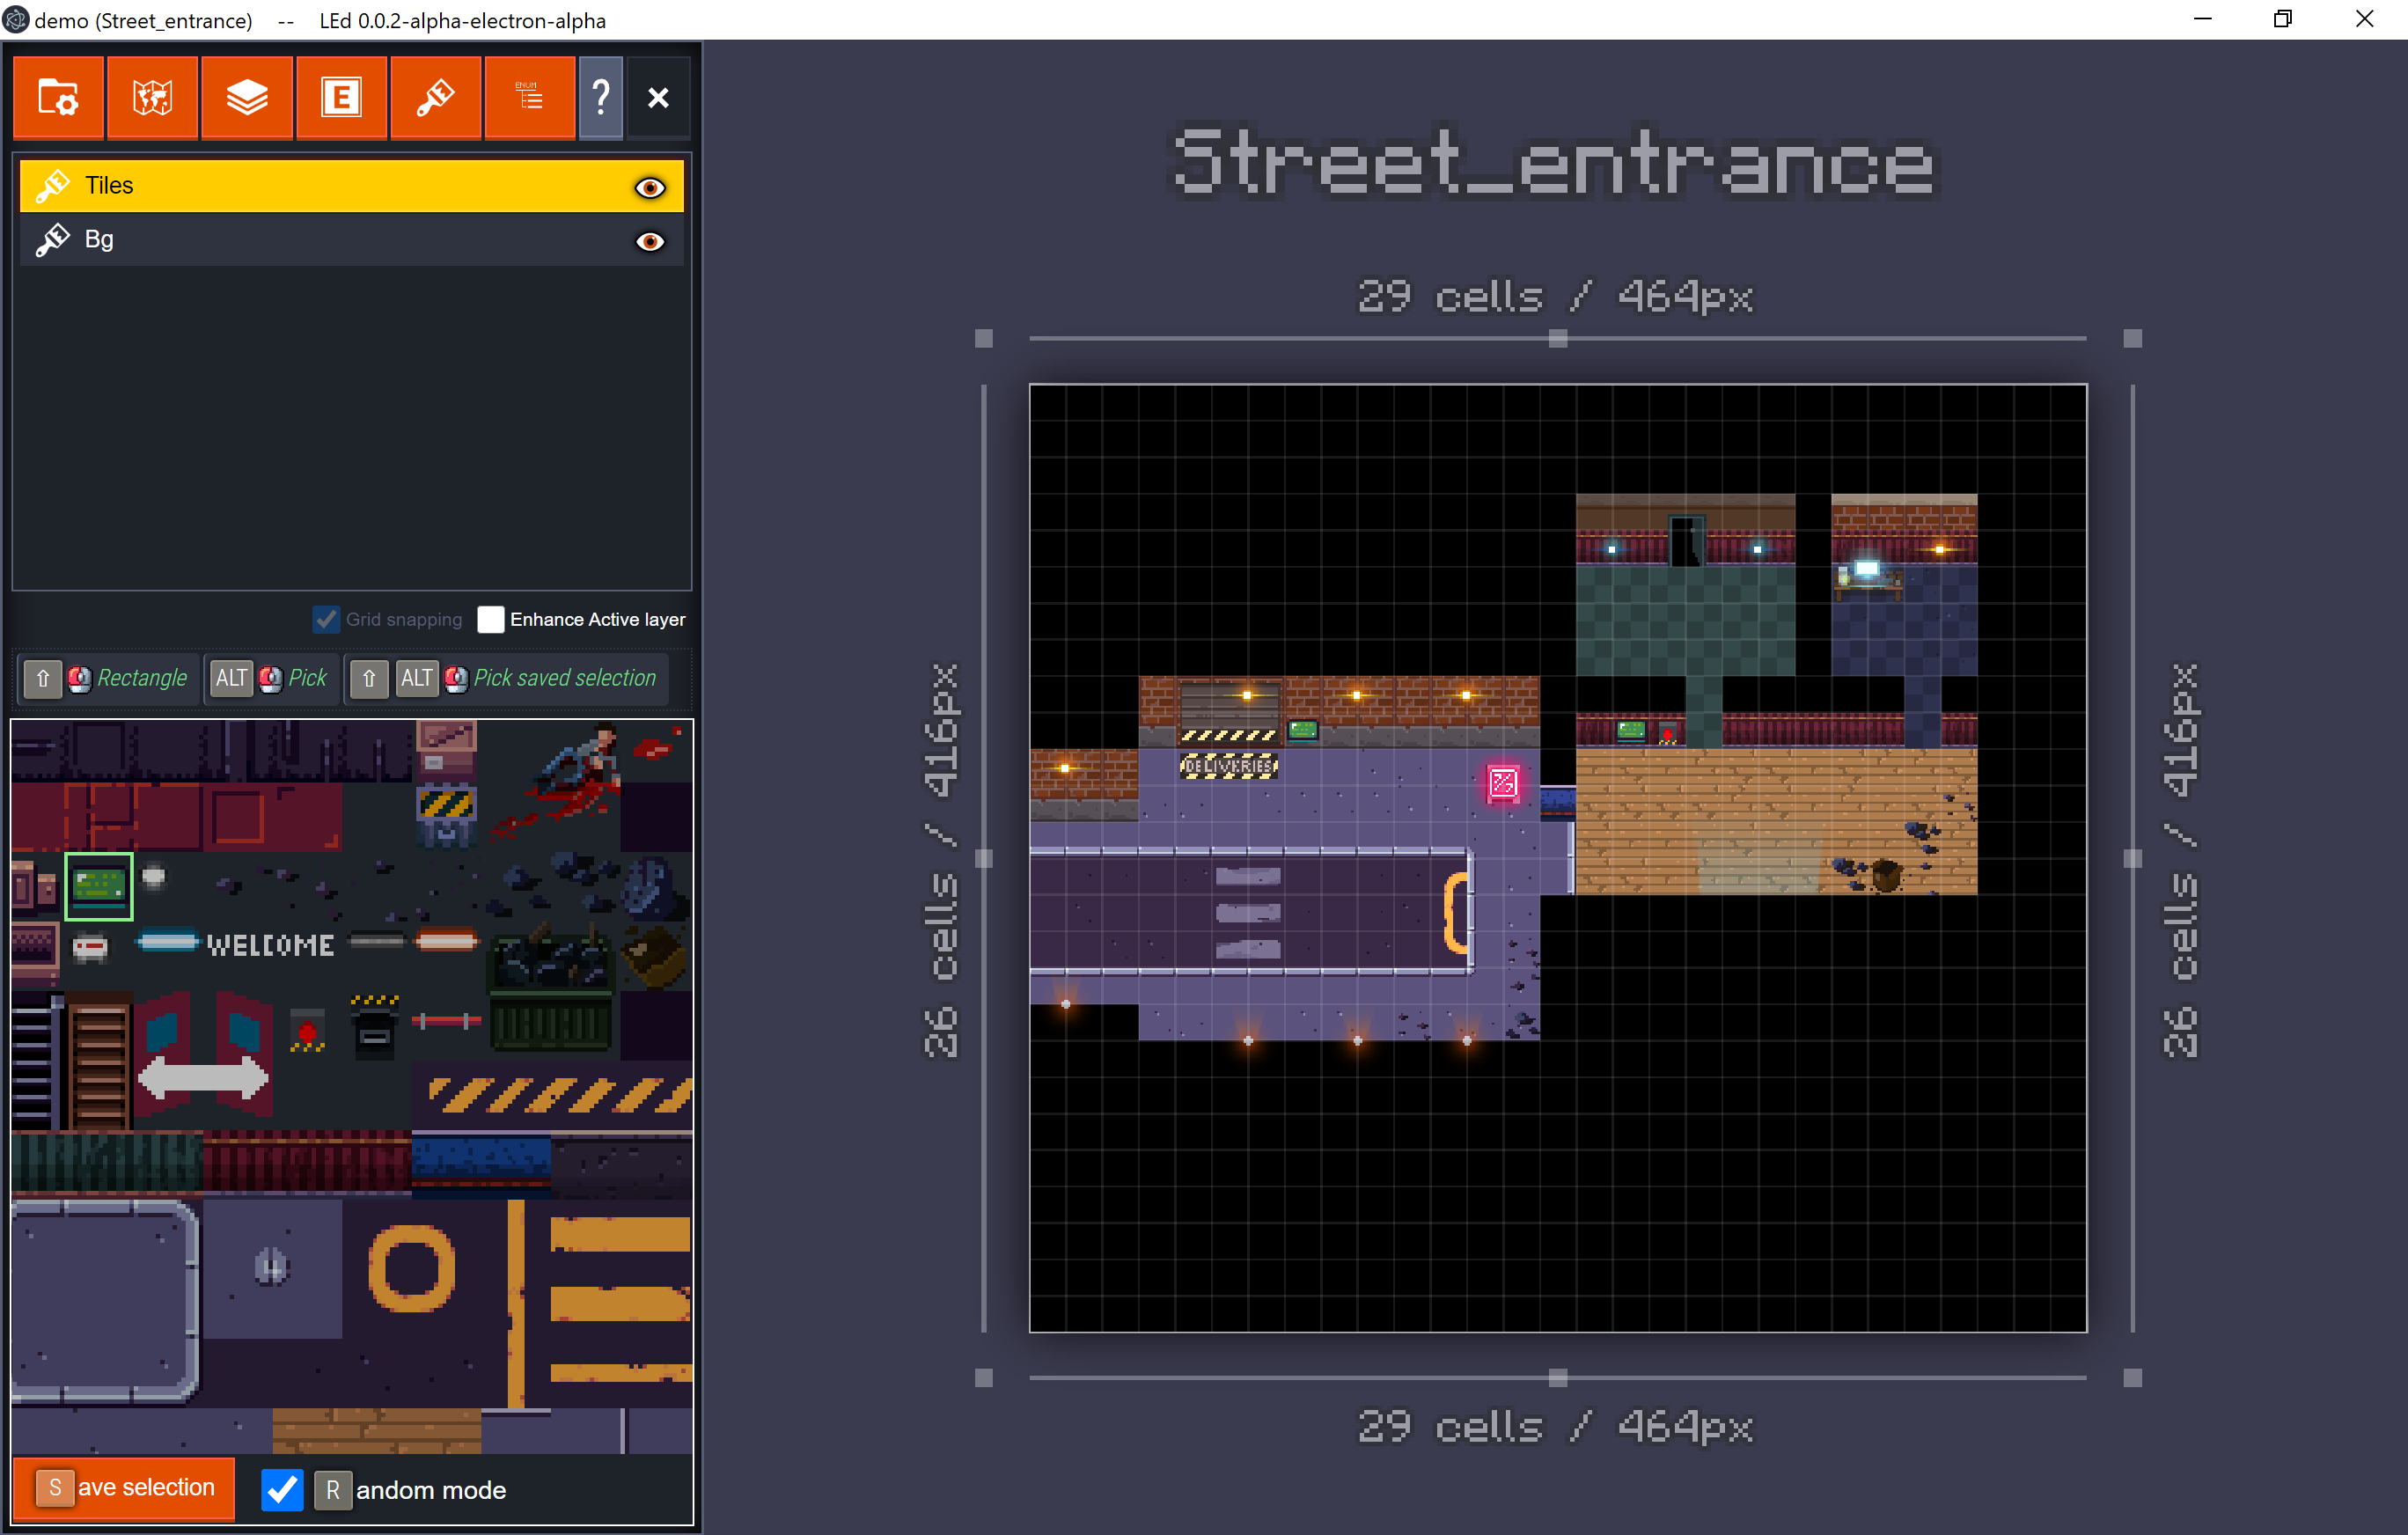 demo (Street_entrance) -- LEd 0.0.2-alpha-electron-alpha
E
ENUM
?
Tiles
Bg
Grid snapping Enhance Active layer
⇧ Rectangle ALT Pick ⇧ ALT Pick saved selection
WELCOME
S ave selection R andom mode
Street_entrance
29 cells / 464px
26 cells / 416px
DELIVERIES
26 cells / 416px
29 cells / 464px